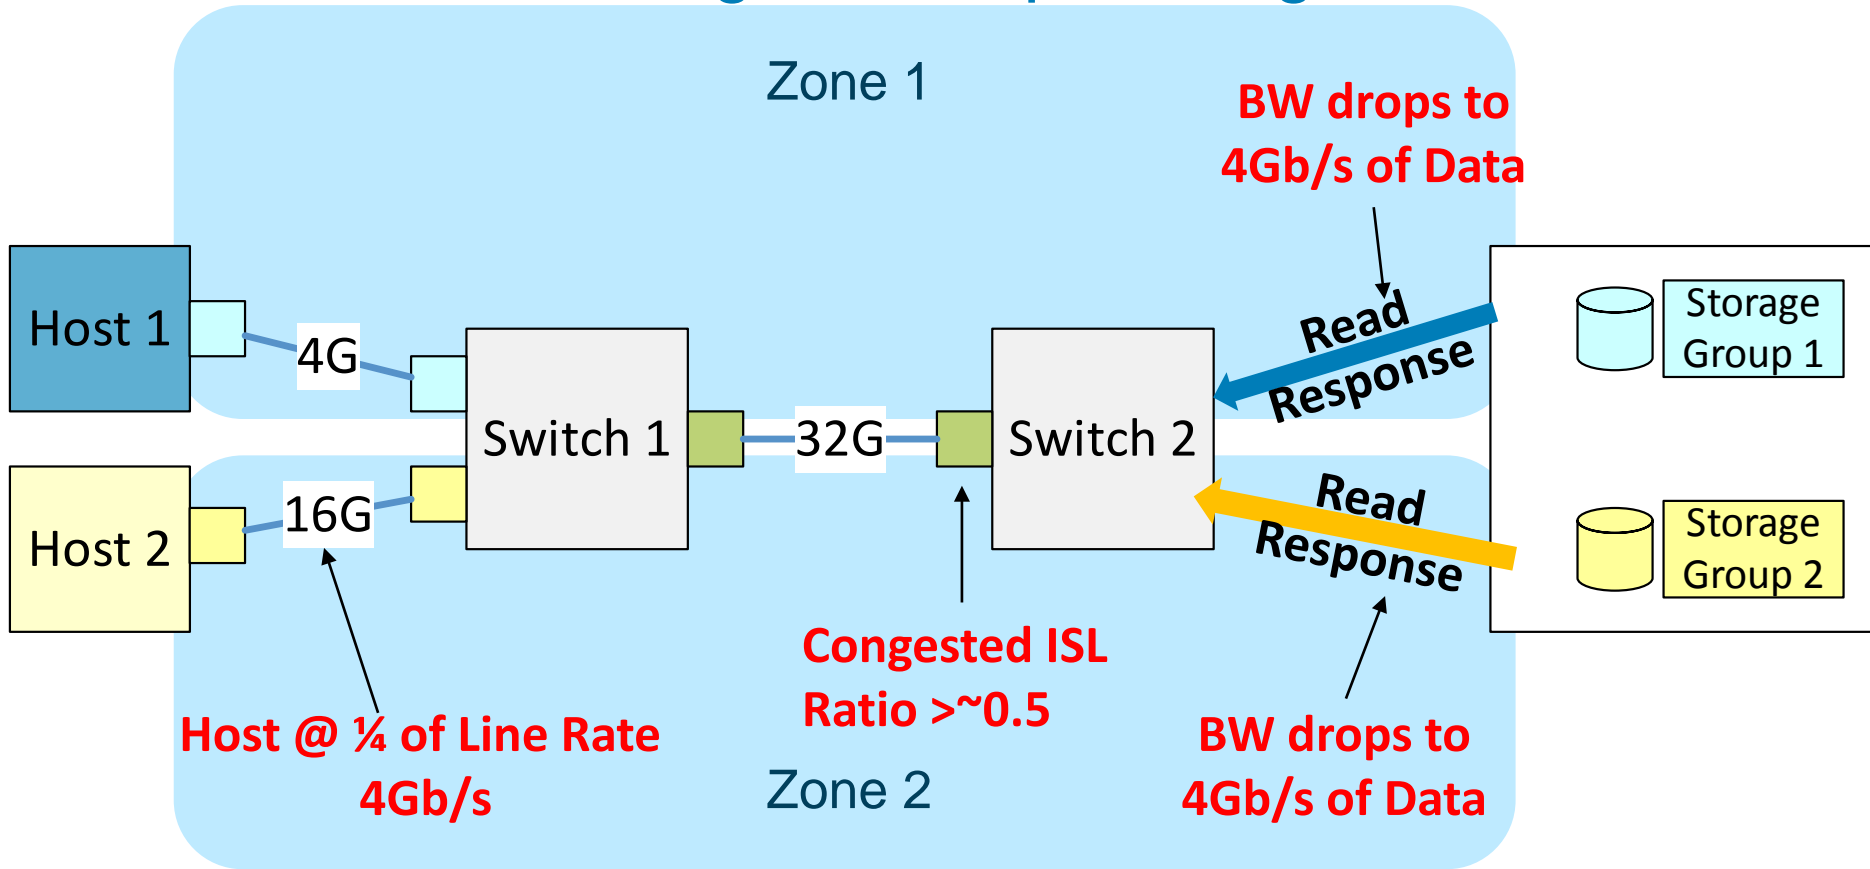 Zone 1
BW drops to
4Gb/s of Data
Host 1
4G
Read
Response
Storage
Group 1
Switch 1
32G
Switch 2
Host 2
16G
Read
Response
Storage
Group 2
Congested ISL
Ratio >~0.5
Host @ ¼ of Line Rate
4Gb/s
BW drops to
4Gb/s of Data
Zone 2